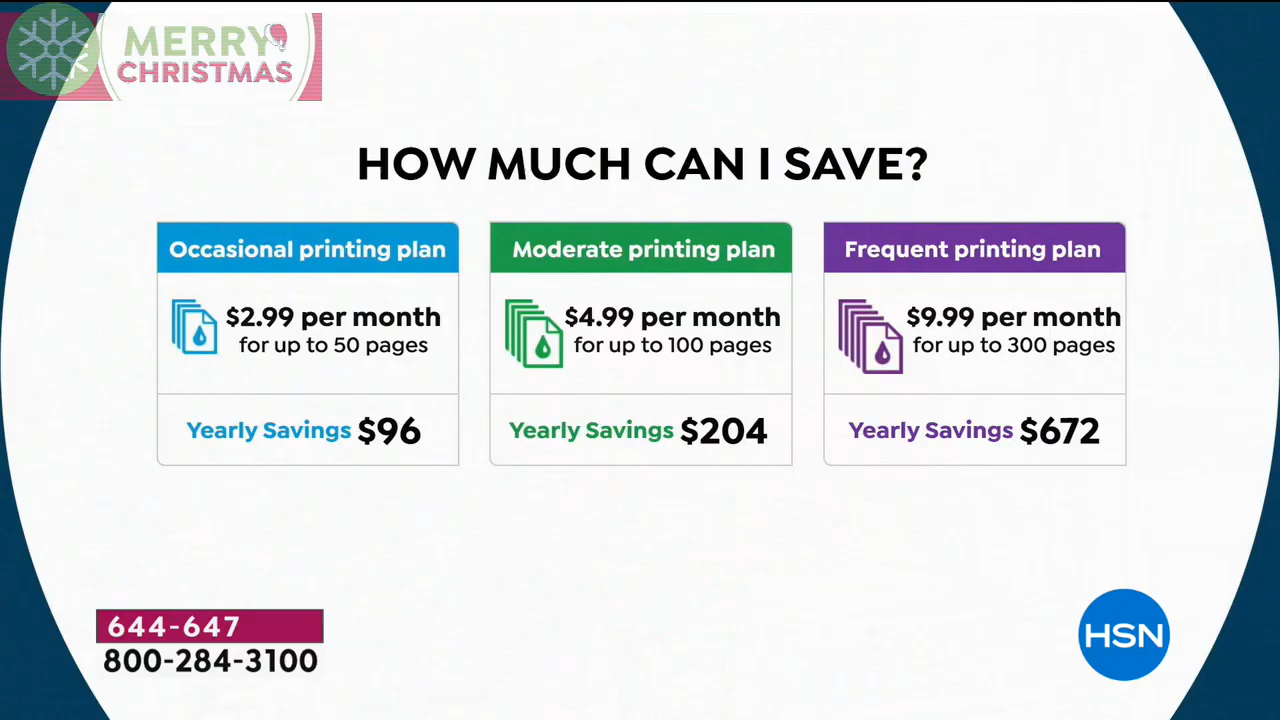 MERRY
CHRISTMAS
HOW MUCH CAN I SAVE?
Occasional printing plan
$2.99 per month
for up to 50 pages
Yearly Savings $96
Moderate printing plan
$4.99 per month
for up to 100 pages
Yearly Savings $204
Frequent printing plan
$9.99 per month
for up to 300 pages
Yearly Savings $672
644-647
800-284-3100
HSN